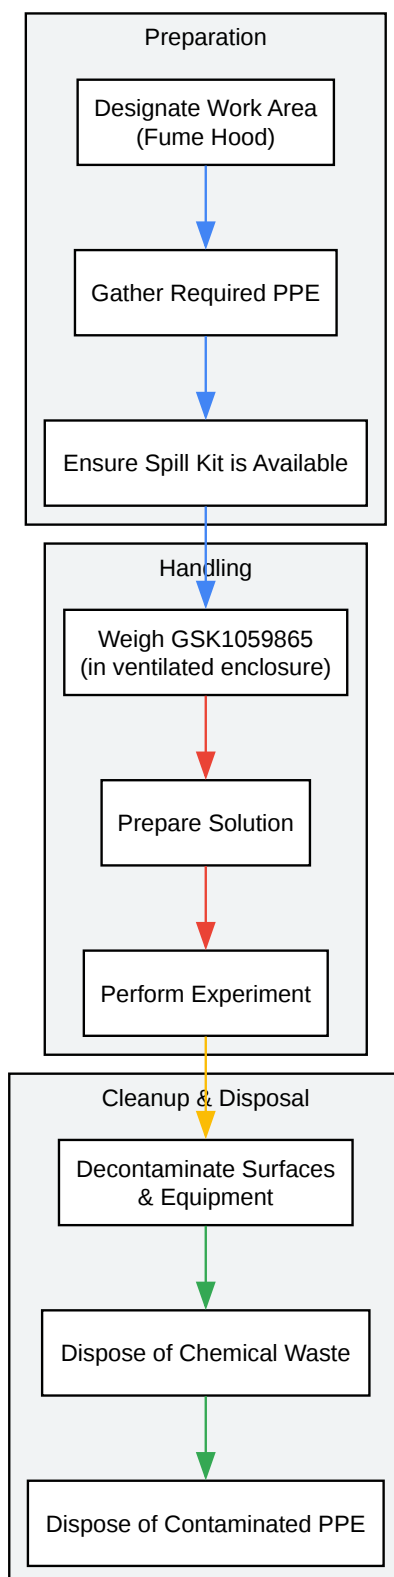 Preparation
Designate Work Area
(Fume Hood)
Gather Required PPE
Ensure Spill Kit is Available
Handling
Weigh GSK1059865
(in ventilated enclosure)
Prepare Solution
Perform Experiment
Cleanup & Disposal
Decontaminate Surfaces
& Equipment
Dispose of Chemical Waste
Dispose of Contaminated PPE